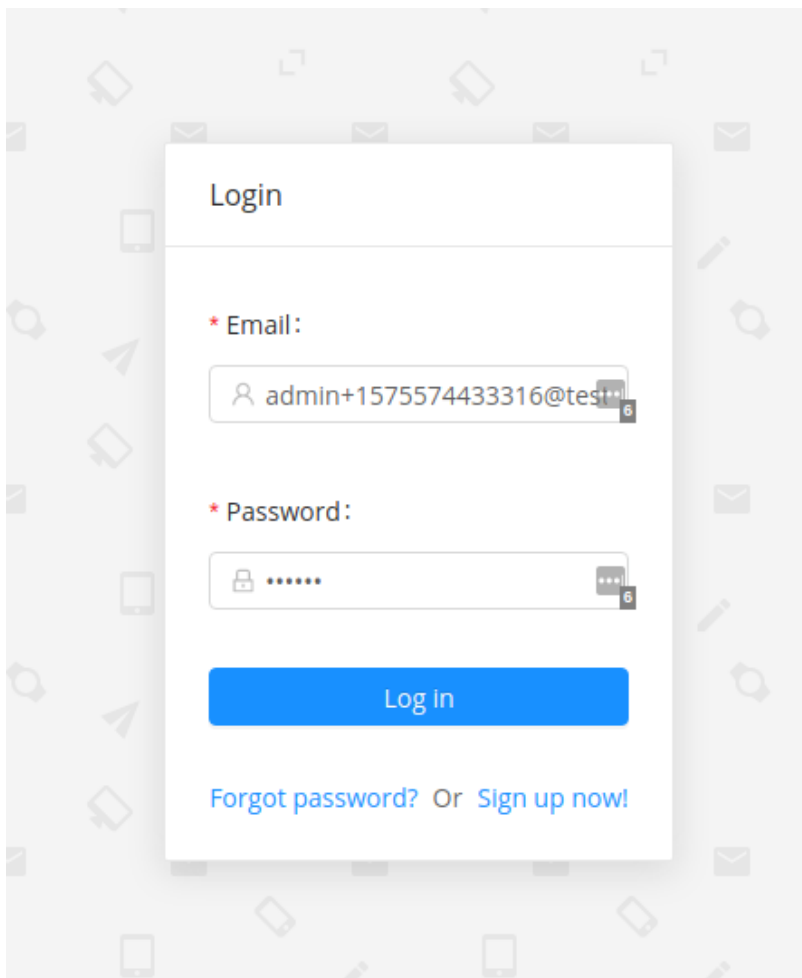 Login
* Email:
admin+1575574433316@test
6
* Password:
••••••
6
Log in
Forgot password? Or Sign up now!